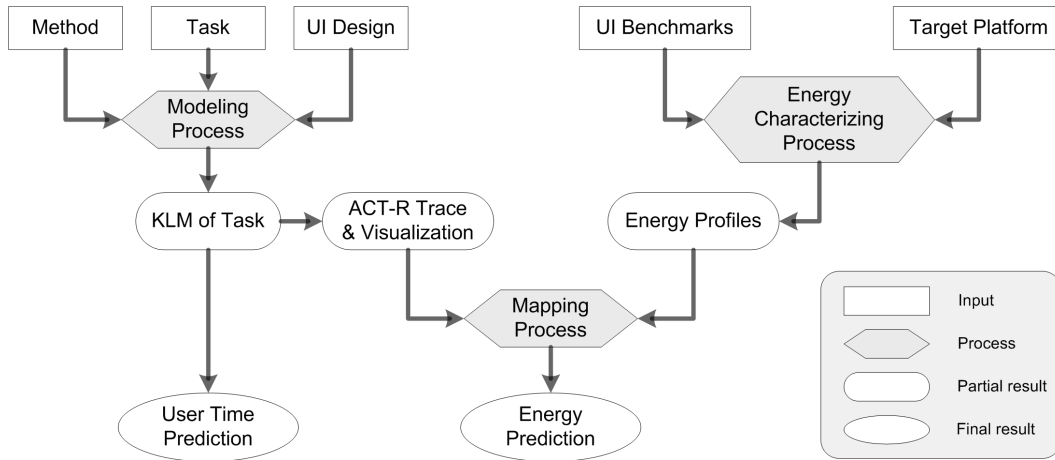 Method
Task
UI Design
UI Benchmarks
Target Platform
Modeling
Process
Energy
Characterizing
Process
KLM of Task
ACT-R Trace
& Visualization
Energy Profiles
Mapping
Process
User Time
Prediction
Energy
Prediction
Input
Process
Partial result
Final result